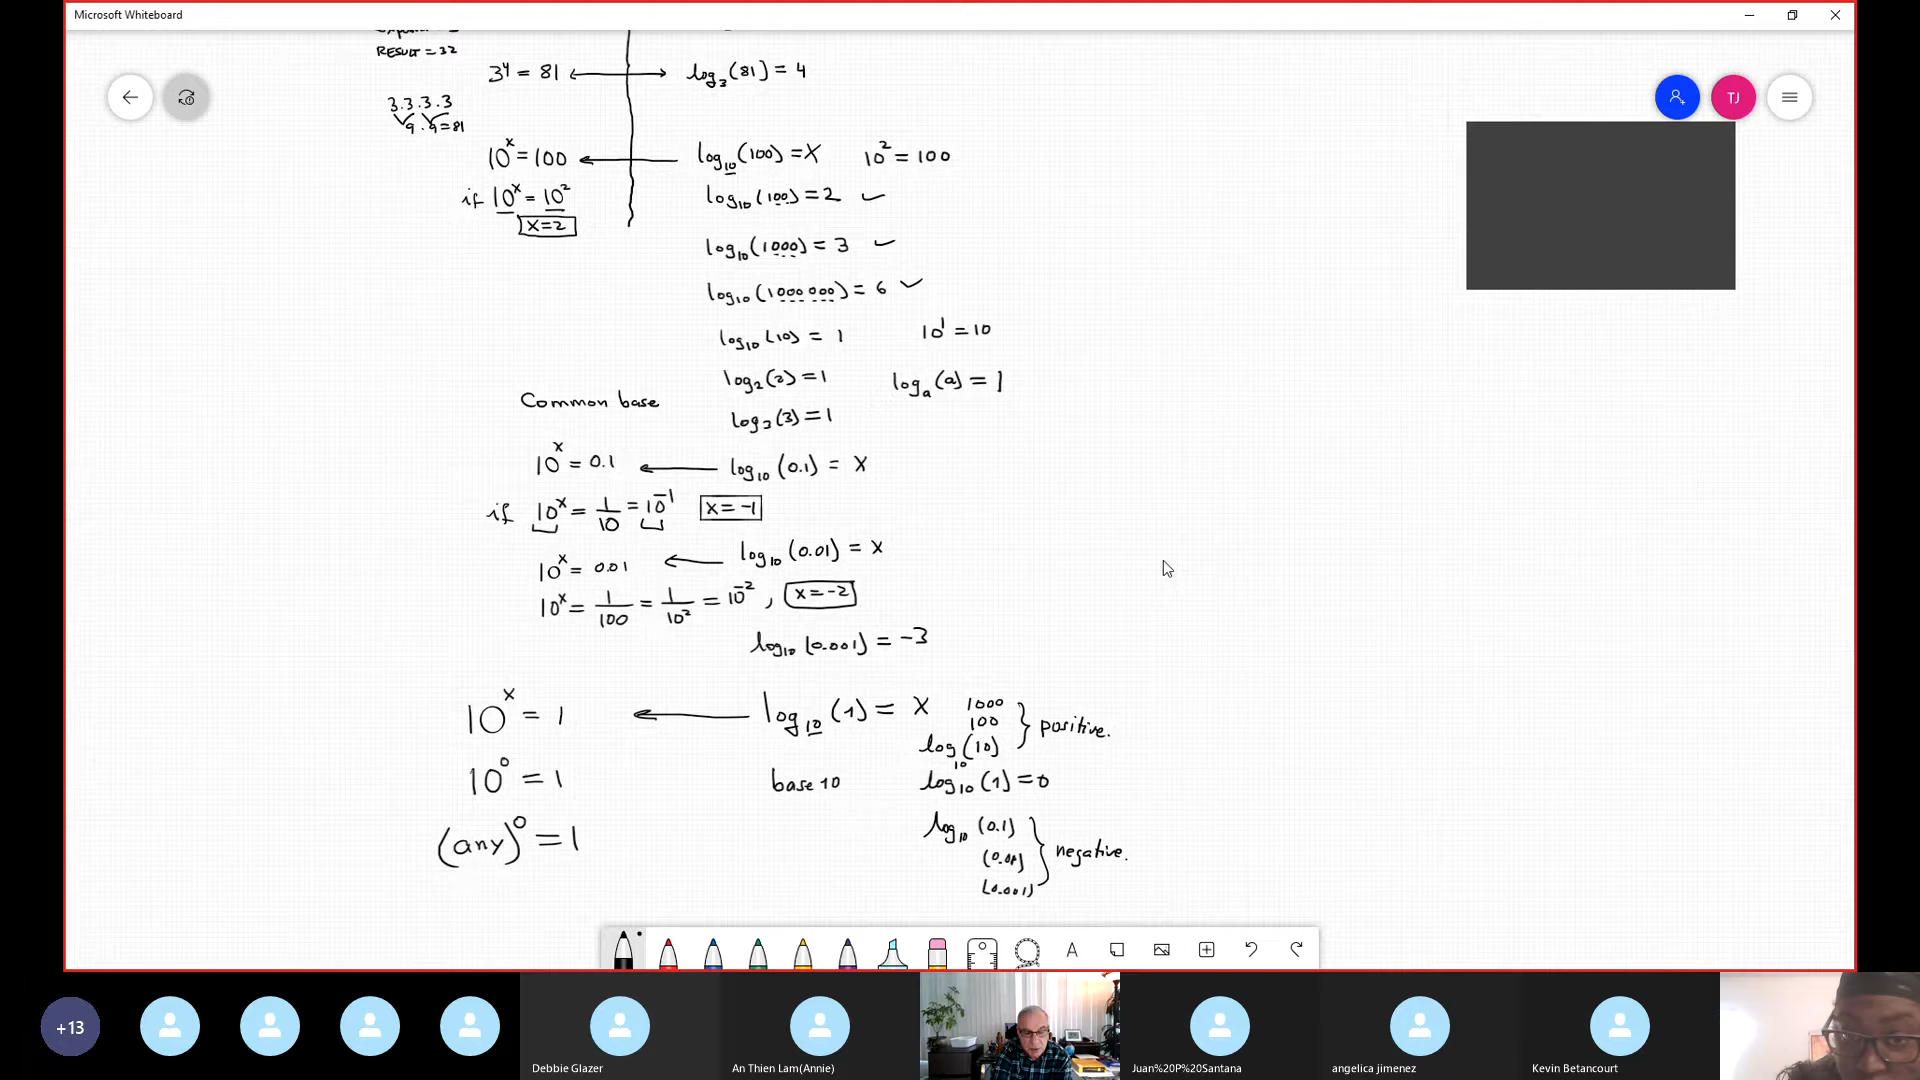 Microsoft Whiteboard
RESULT = 32
3⁴ = 81
log₃(81) = 4
3.3.3.3
9.9=81
TJ
10ˣ = 100
log₁₀(100) = X
10² = 100
if 10ˣ = 10²
log₁₀(100) = 2
x=2
log₁₀(1000) = 3
log₁₀(1000 000) = 6
log₁₀(10) = 1
10¹ = 10
log₂(2) = 1
logₐ(a) = 1
Common base
log₃(3) = 1
10ˣ = 0.1
log₁₀(0.1) = X
if 10ˣ = 1/10 = 10⁻¹
x = -1
10ˣ = 0.01
log₁₀(0.01) = X
10ˣ = 1/100 = 1/10² = 10⁻², x = -2
log₁₀(0.001) = -3
10ˣ = 1
log₁₀(1) = X
1000
100
log₁₀(10)
positive.
10⁰ = 1
base 10
log₁₀(1) = 0
(any)⁰ = 1
log₁₀(0.1)
(0.01)
(0.001)
negative.
A
+13
Debbie Glazer
An Thien Lam(Annie)
Juan%20P%20Santana
angelica jimenez
Kevin Betancourt